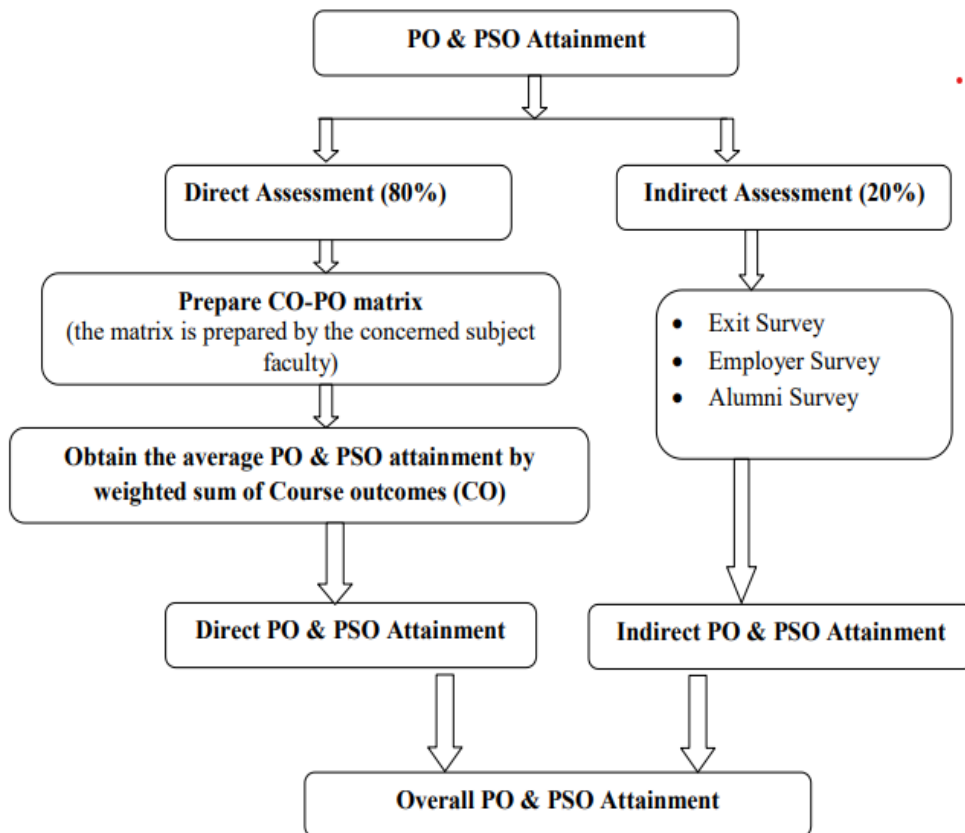 PO & PSO Attainment
Direct Assessment (80%)
Indirect Assessment (20%)
Prepare CO-PO matrix
(the matrix is prepared by the concerned subject
faculty)
• Exit Survey
• Employer Survey
• Alumni Survey
Obtain the average PO & PSO attainment by
weighted sum of Course outcomes (CO)
Direct PO & PSO Attainment
Indirect PO & PSO Attainment
Overall PO & PSO Attainment